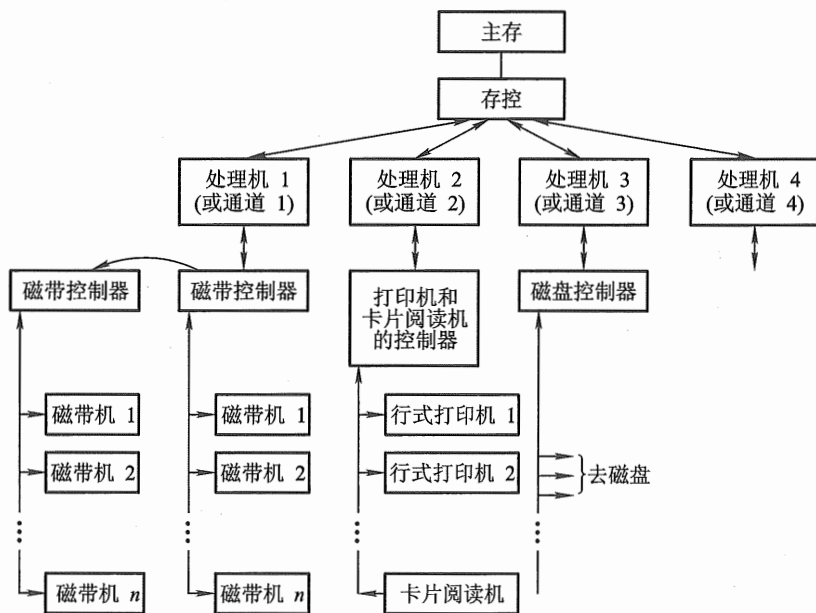 主存
存控
处理机 1
(或通道 1)
处理机 2
(或通道 2)
处理机 3
(或通道 3)
处理机 4
(或通道 4)
磁带控制器
磁带控制器
打印机和
卡片阅读机
的控制器
磁盘控制器
磁带机 1
磁带机 1
行式打印机 1
磁带机 2
磁带机 2
行式打印机 2
去磁盘
磁带机 n
磁带机 n
卡片阅读机